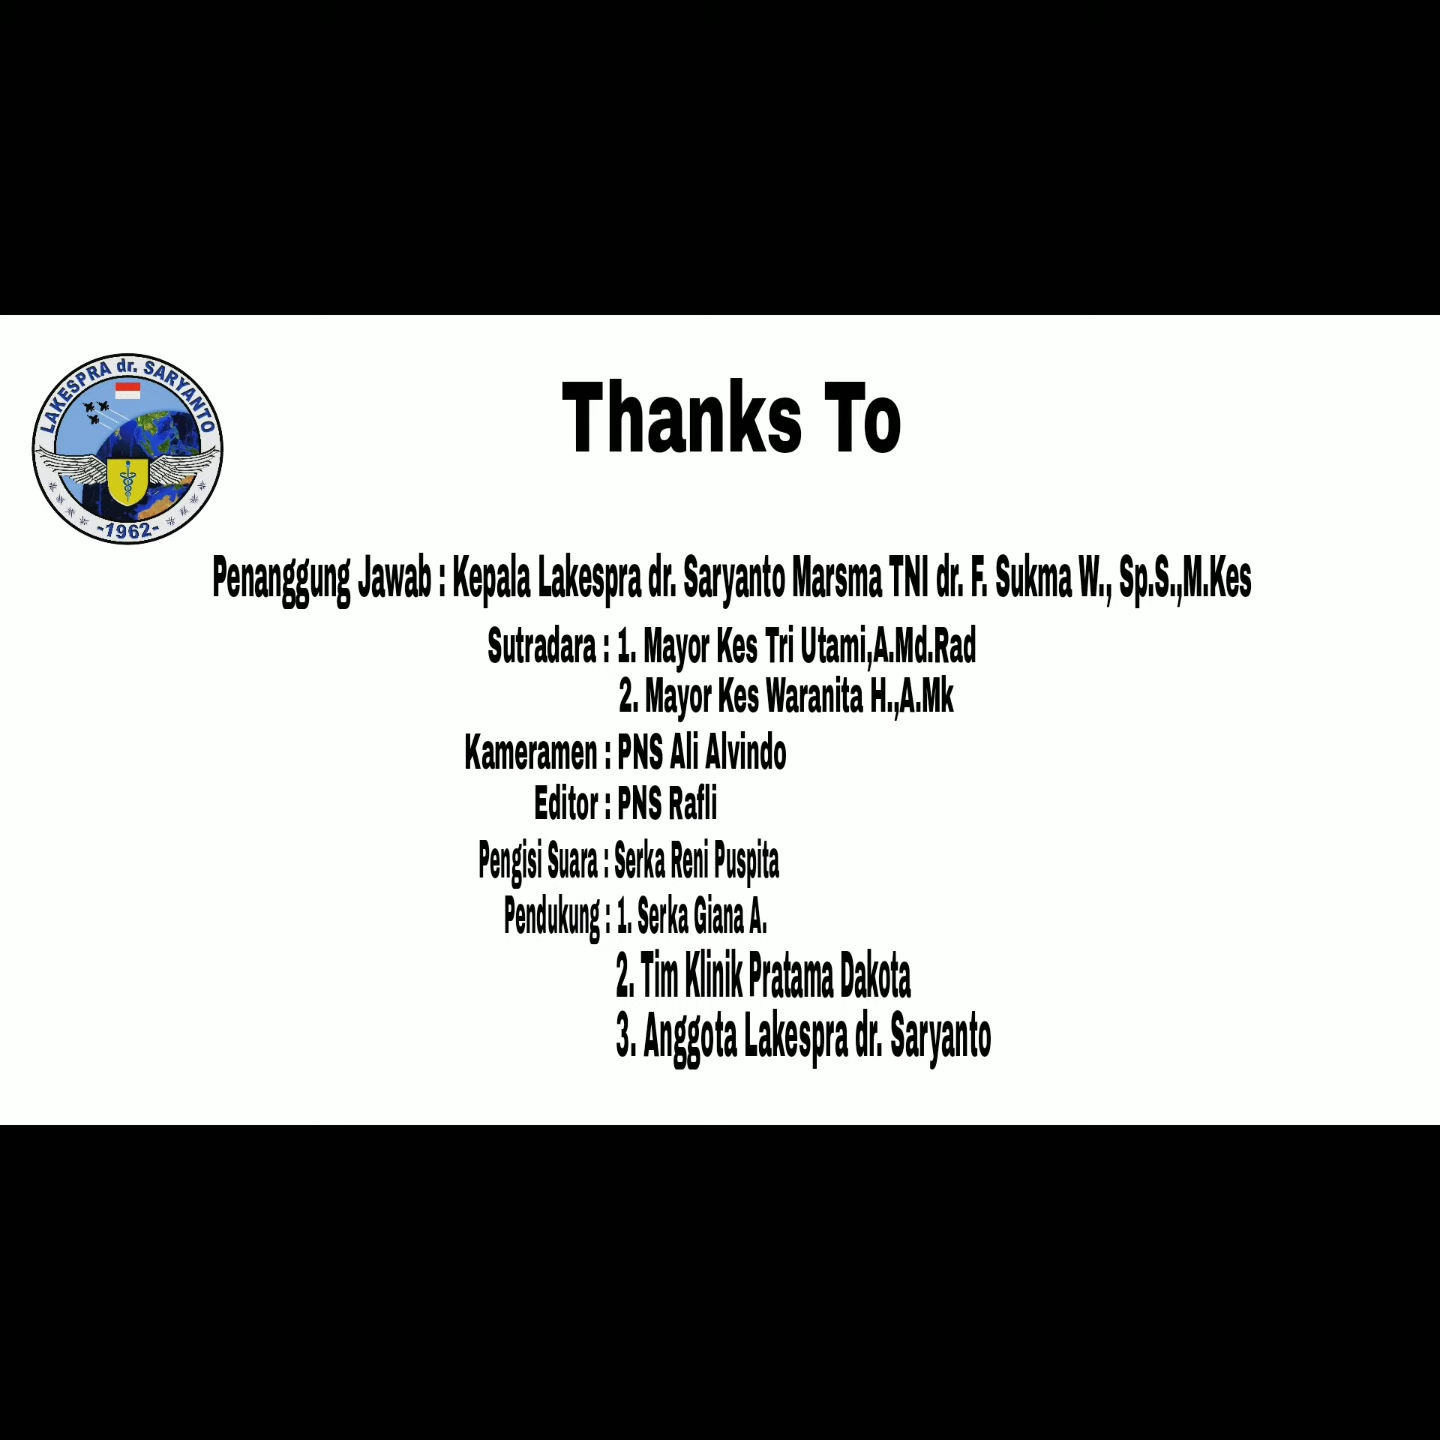 LAKESPRA dr. SARYANTO
-1962-
Thanks To
Penanggung Jawab : Kepala Lakespra dr. Saryanto Marsma TNI dr. F. Sukma W., Sp.S.,M.Kes
Sutradara : 1. Mayor Kes Tri Utami,A.Md.Rad
2. Mayor Kes Waranita H.,A.Mk
Kameramen : PNS Ali Alvindo
Editor : PNS Rafli
Pengisi Suara : Serka Reni Puspita
Pendukung : 1. Serka Giana A.
2. Tim Klinik Pratama Dakota
3. Anggota Lakespra dr. Saryanto